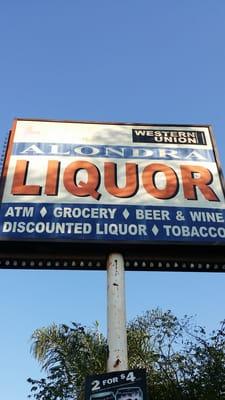 WESTERN
UNION
ALONDRA
LIQUOR
ATM ♦ GROCERY ♦ BEER & WINE
DISCOUNTED LIQUOR ♦ TOBACCO
2 FOR $4